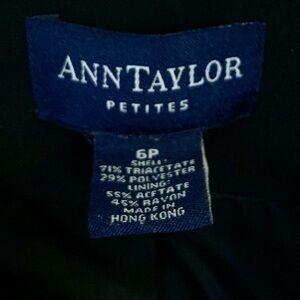 ANNTAYLOR
PETITES
6P
SHELL:
71% TRIACETATE
29% POLYESTER
LINING:
55% ACETATE
45% RAYON
MADE IN
HONG KONG